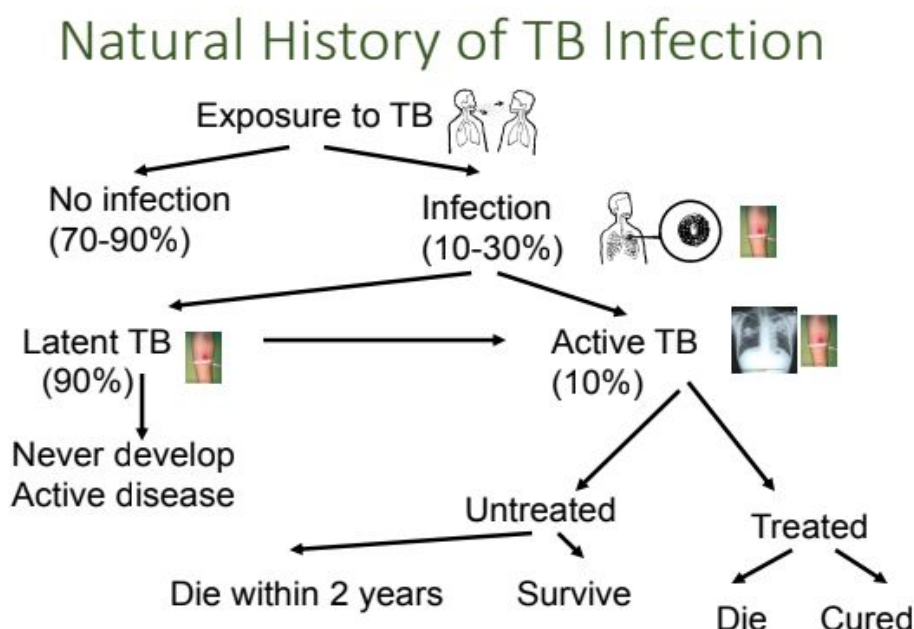 Natural History of TB Infection
Exposure to TB
No infection
(70-90%)
Infection
(10-30%)
Latent TB
(90%)
Active TB
(10%)
Never develop
Active disease
Untreated
Treated
Die within 2 years
Survive
Die
Cured